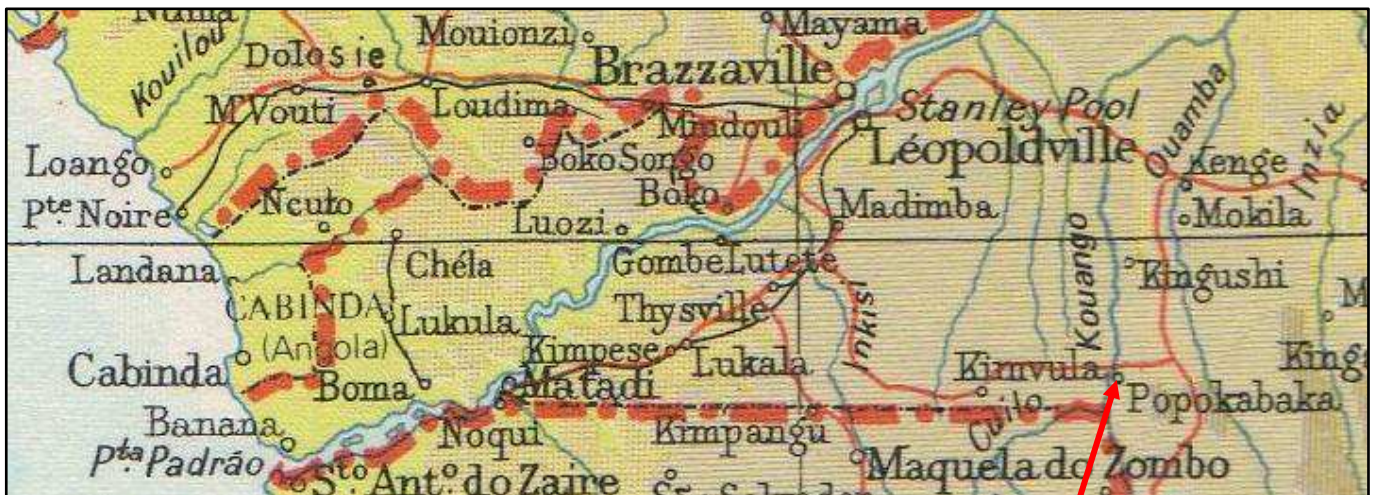 Mayama
Mouionzi
Kouilou
Dolosie
Brazzaville
M'Vouti
Loudima
Mindouli
Stanley Pool
Ouamba
Inzia
Léopoldville
Loango
Boko Songo
Kenge
Pte Noire
Ncuto
Boko
Luozi
Madimba
Mokila
Landana
Chéla
Gombe Lutete
Kouango
Kingushi
CABINDA
(Angola)
Lukula
Thysville
Inkisi
Kimpese
Lukala
Kimvula
Cabinda
Boma
Matadi
Popokabaka
Banana
Noqui
Kimpangu
Cuilo
Pta Padrão
Sto Anto do Zaire
Maquela do Zombo